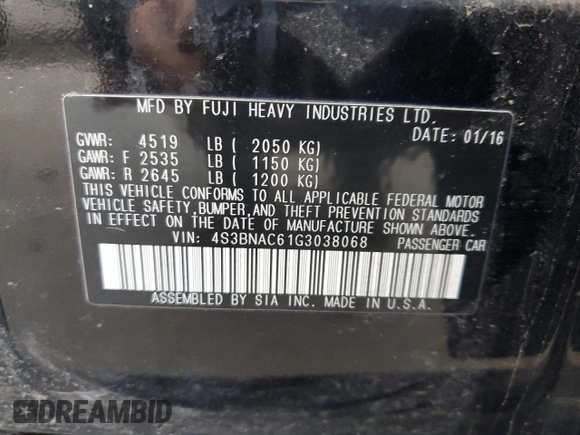 MFD BY FUJI HEAVY INDUSTRIES LTD.
DATE: 01/16
GVWR: 4519 LB ( 2050 KG)
GAWR: F 2535 LB ( 1150 KG)
GAWR: R 2645 LB ( 1200 KG)
THIS VEHICLE CONFORMS TO ALL APPLICABLE FEDERAL MOTOR
VEHICLE SAFETY, BUMPER, AND THEFT PREVENTION STANDARDS
IN EFFECT ON THE DATE OF MANUFACTURE SHOWN ABOVE.
VIN: 4S3BNAC61G3038068 PASSENGER CAR
ASSEMBLED BY SIA INC. MADE IN U.S.A.
DREAMBID